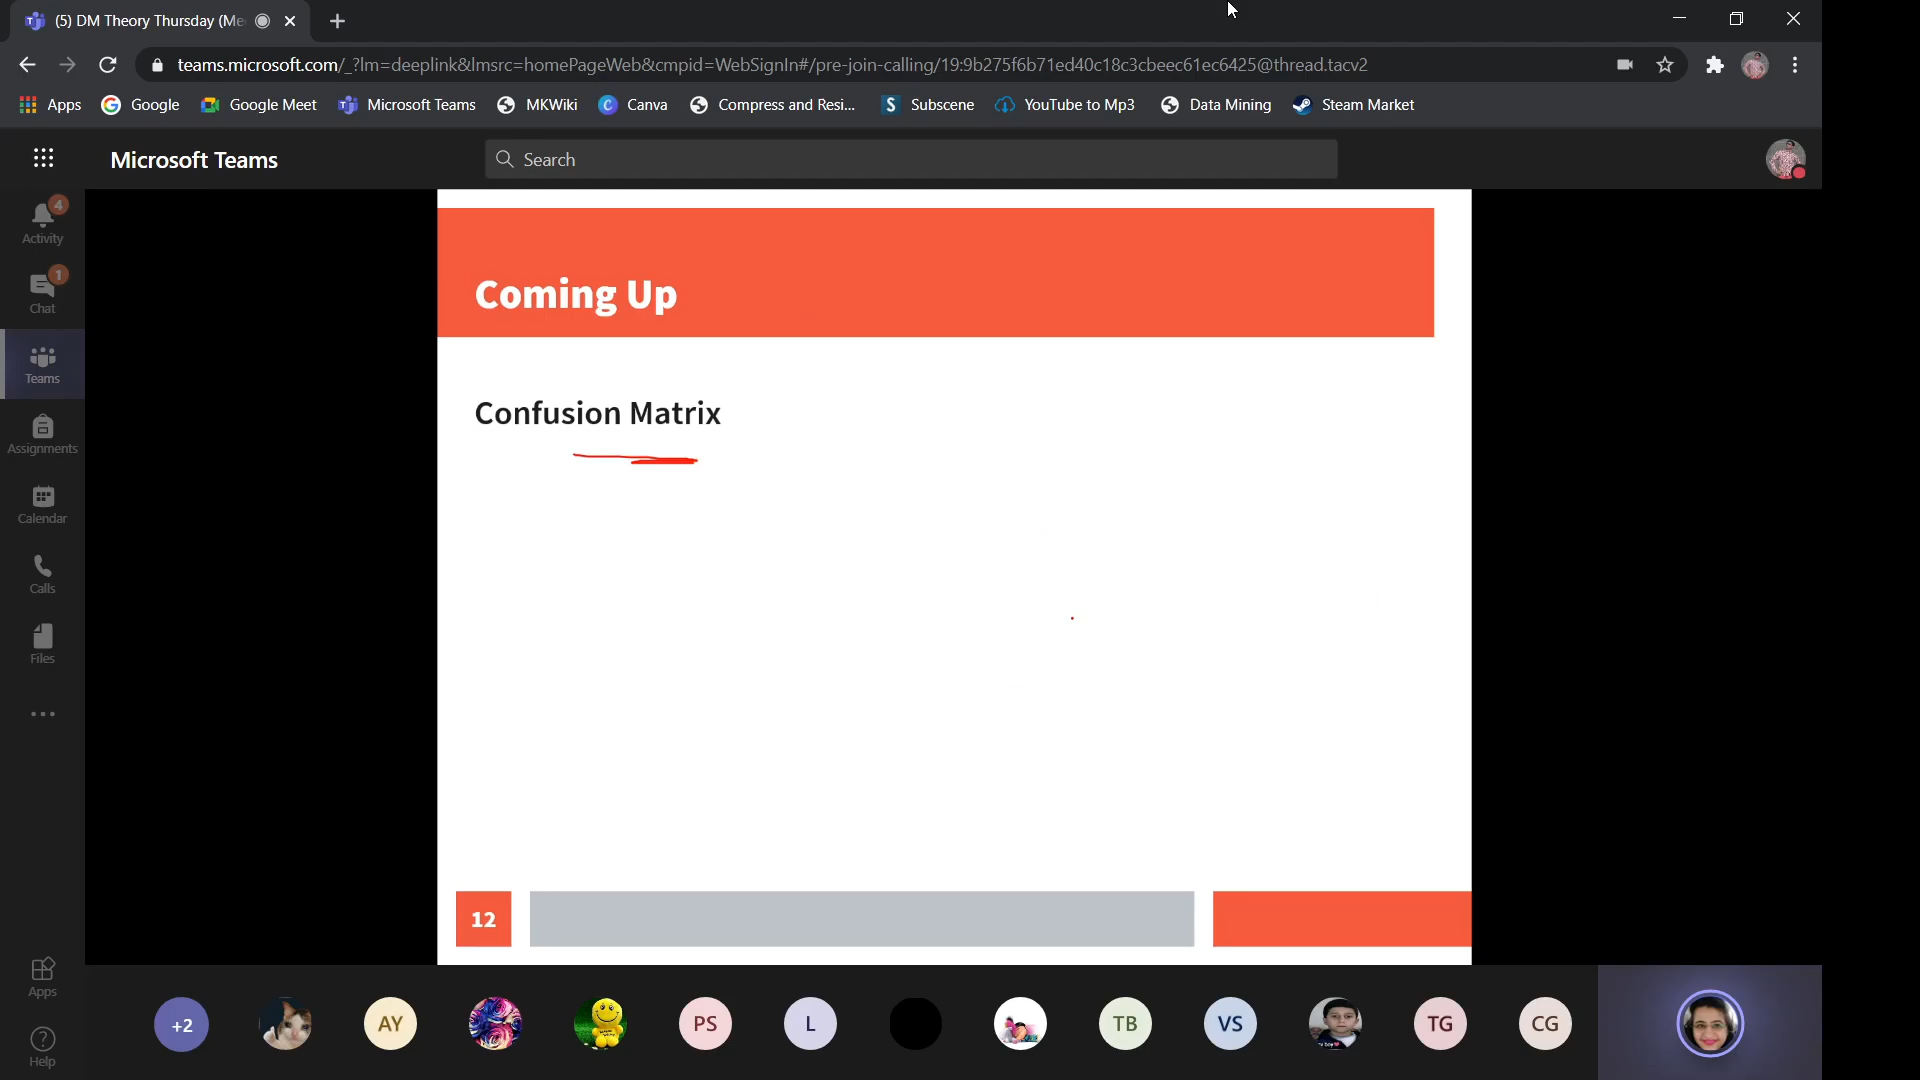 (5) DM Theory Thursday (Me
teams.microsoft.com/_?lm=deeplink&lmsrc=homePageWeb&cmpid=WebSignIn#/pre-join-calling/19:9b275f6b71ed40c18c3cbeec61ec6425@thread.tacv2
Apps Google Google Meet Microsoft Teams MKWiki Canva Compress and Resi... Subscene YouTube to Mp3 Data Mining Steam Market
Microsoft Teams Search
4
Activity
1
Chat
Teams
Assignments
Calendar
Calls
Files
Apps
Help
Coming Up
Confusion Matrix
12
+2 AY PS L TB VS TG CG